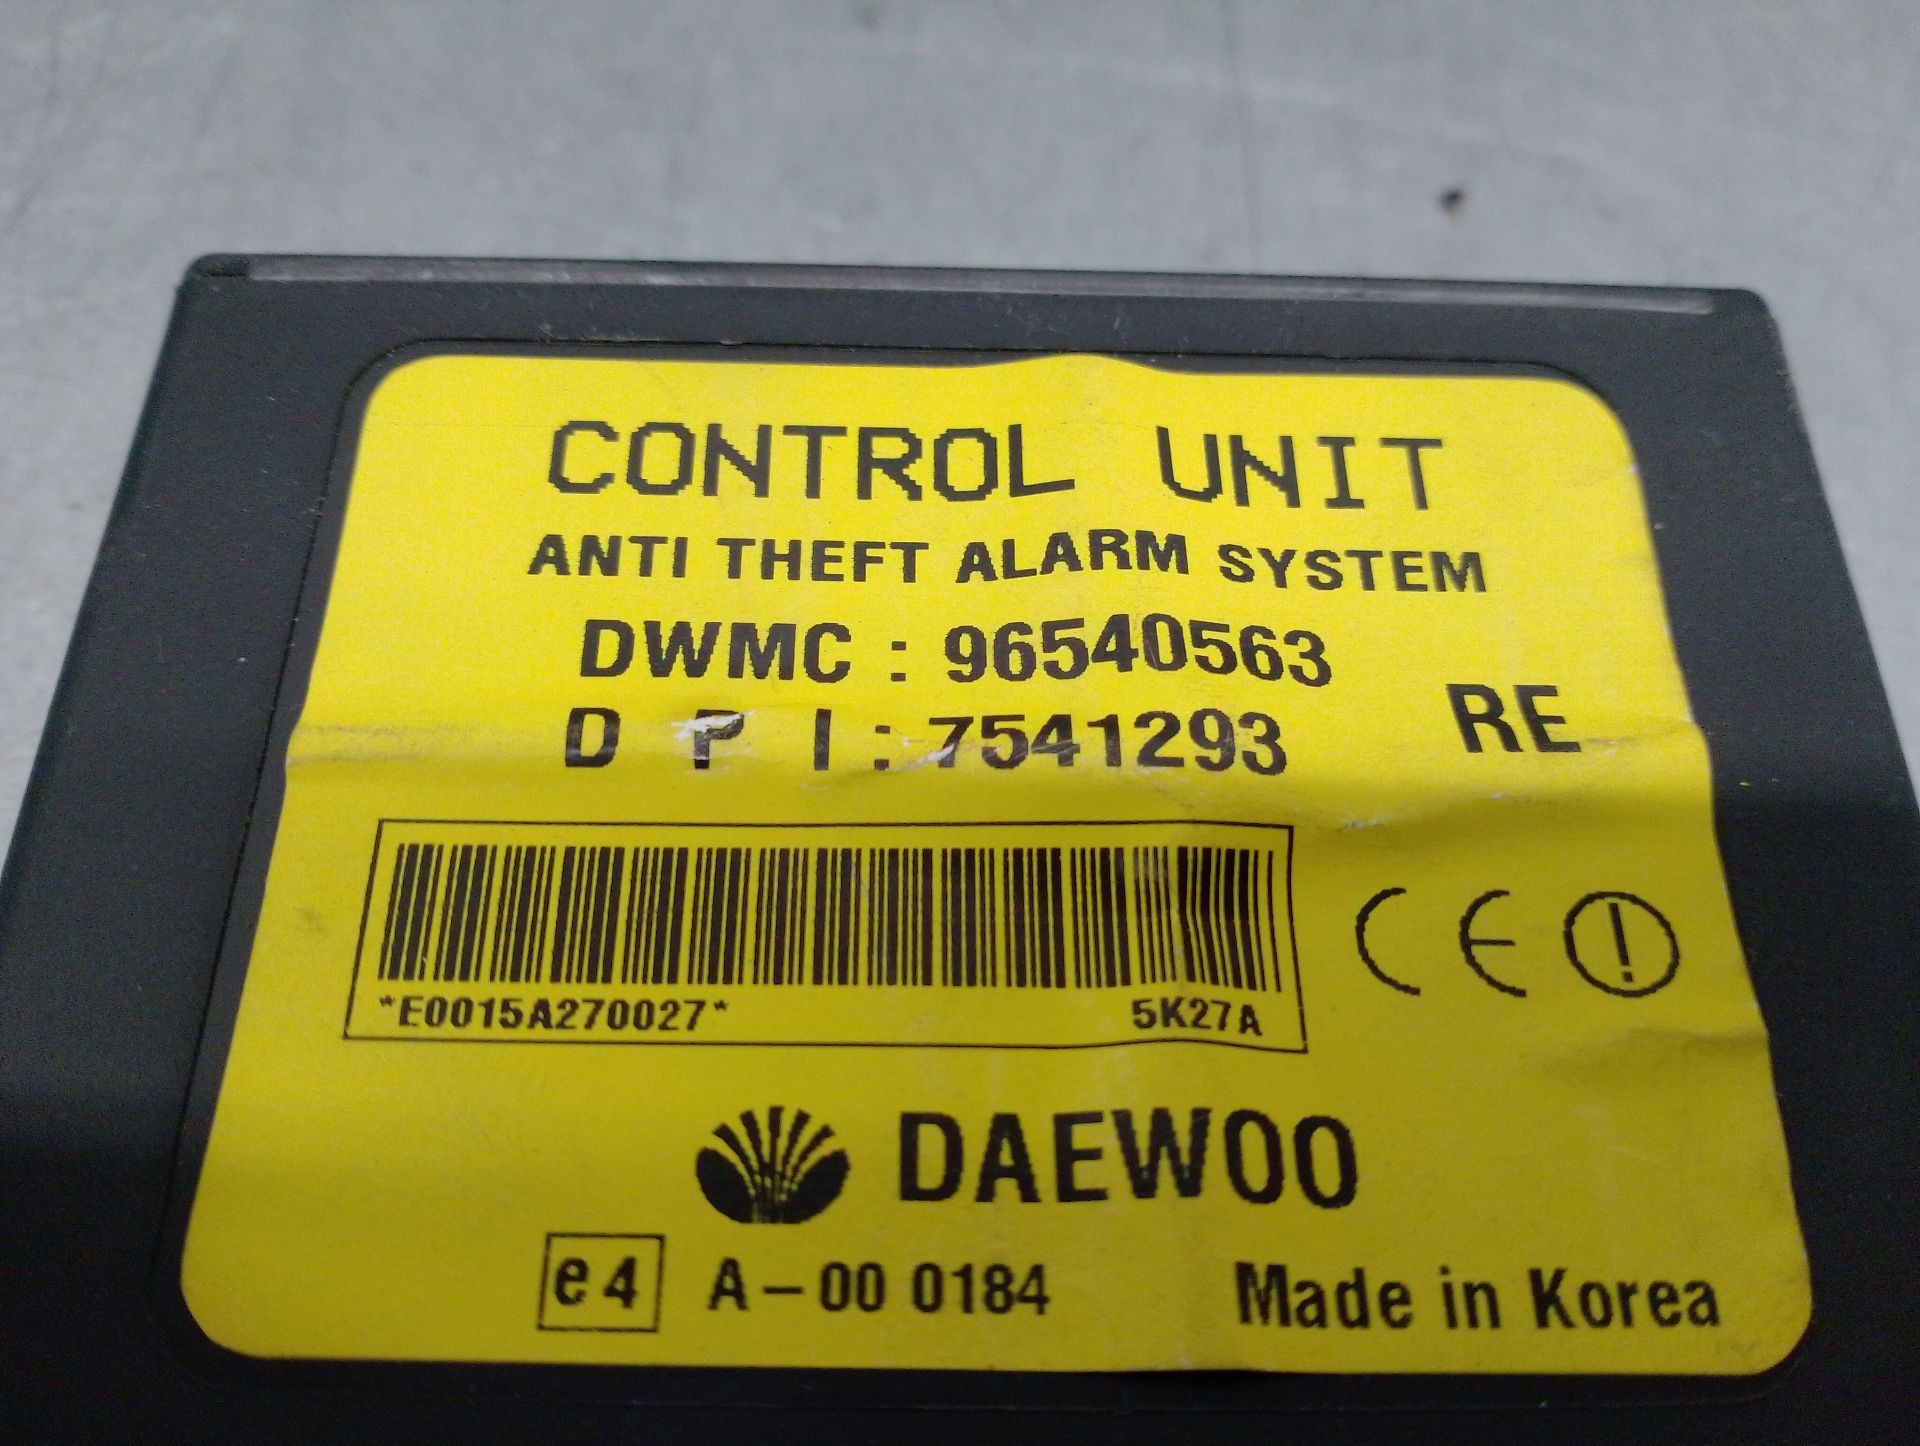 CONTROL UNIT
ANTI THEFT ALARM SYSTEM
DWMC : 96540563
D P I : 7541293
RE
*E0015A270027* 5K27A
CE
DAEWOO
e4 A-00 0184 Made in Korea